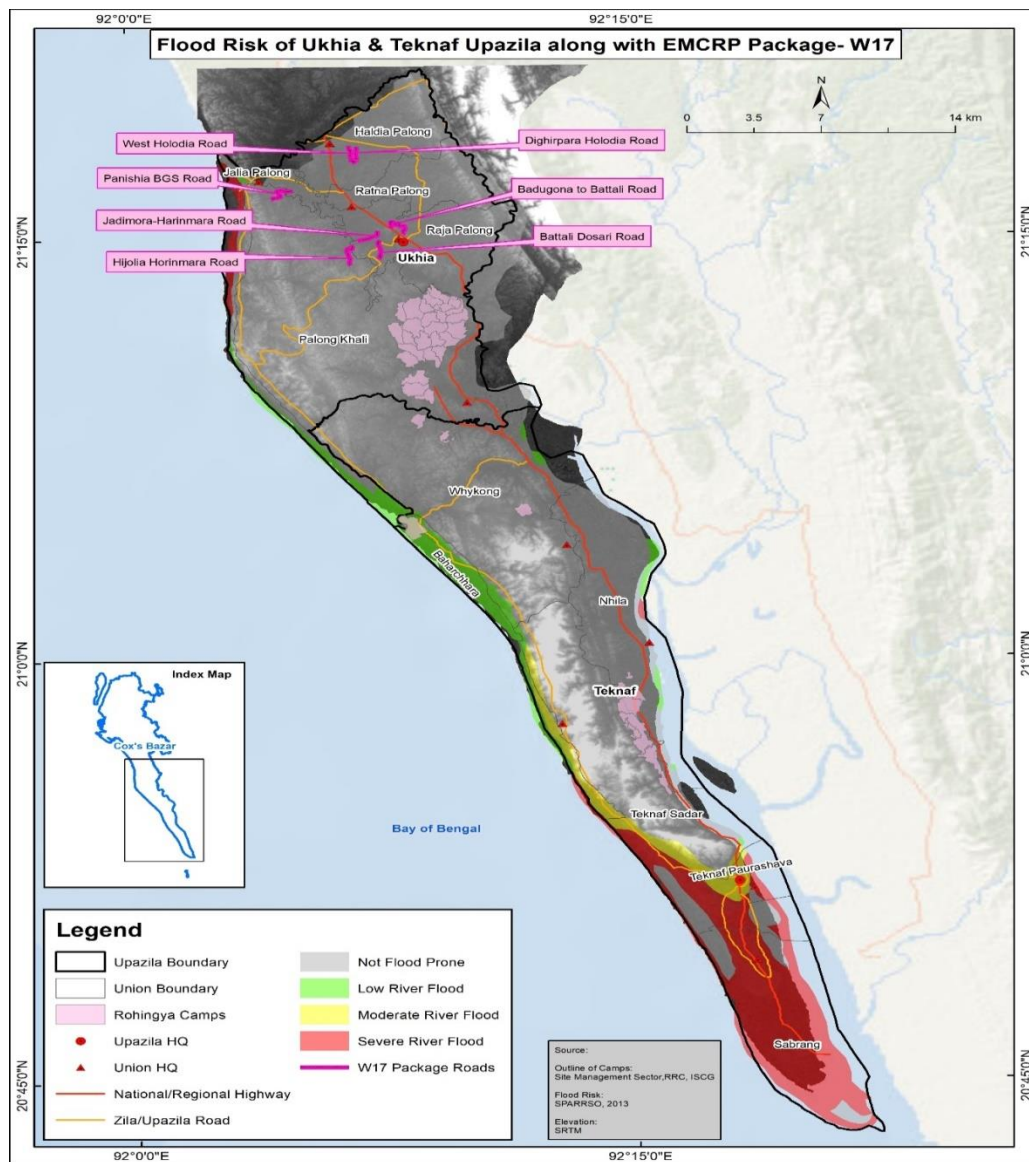 92°0'0"E
92°15'0"E
Flood Risk of Ukhia & Teknaf Upazila along with EMCRP Package- W17
N
0 3.5 7 14 km
Haldia Palong
West Holodia Road
Dighirpara Holodia Road
Jalia Palong
Panishia BGS Road
Ratna Palong
Badugona to Battali Road
Jadimora-Harinmara Road
Raja Palong
Battali Dosari Road
Hijolia Horinmara Road
Ukhia
21°15'0"N
21°15'0"N
Palong Khali
Whykong
Baharchhara
Nhila
21°0'0"N
21°0'0"N
Teknaf
Index Map
Cox's Bazar
Bay of Bengal
Teknaf Sadar
Teknaf Paurashava
Sabrang
Legend
Upazila Boundary
Union Boundary
Rohingya Camps
Upazila HQ
Union HQ
National/Regional Highway
Zila/Upazila Road
Not Flood Prone
Low River Flood
Moderate River Flood
Severe River Flood
W17 Package Roads
Source:
Outline of Camps:
Site Management Sector,RRC, ISCG
Flood Risk:
SPARRSO, 2013
Elevation:
SRTM
20°45'0"N
20°45'0"N
92°0'0"E
92°15'0"E